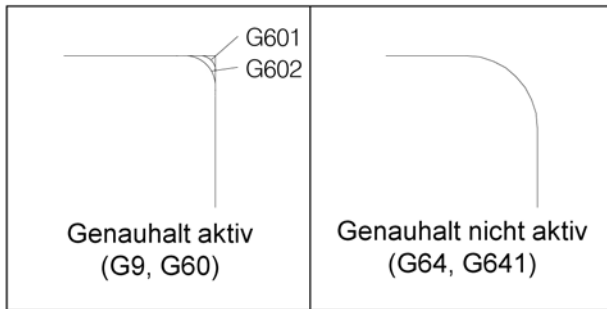 G601
G602
Genauhalt aktiv
(G9, G60)
Genauhalt nicht aktiv
(G64, G641)